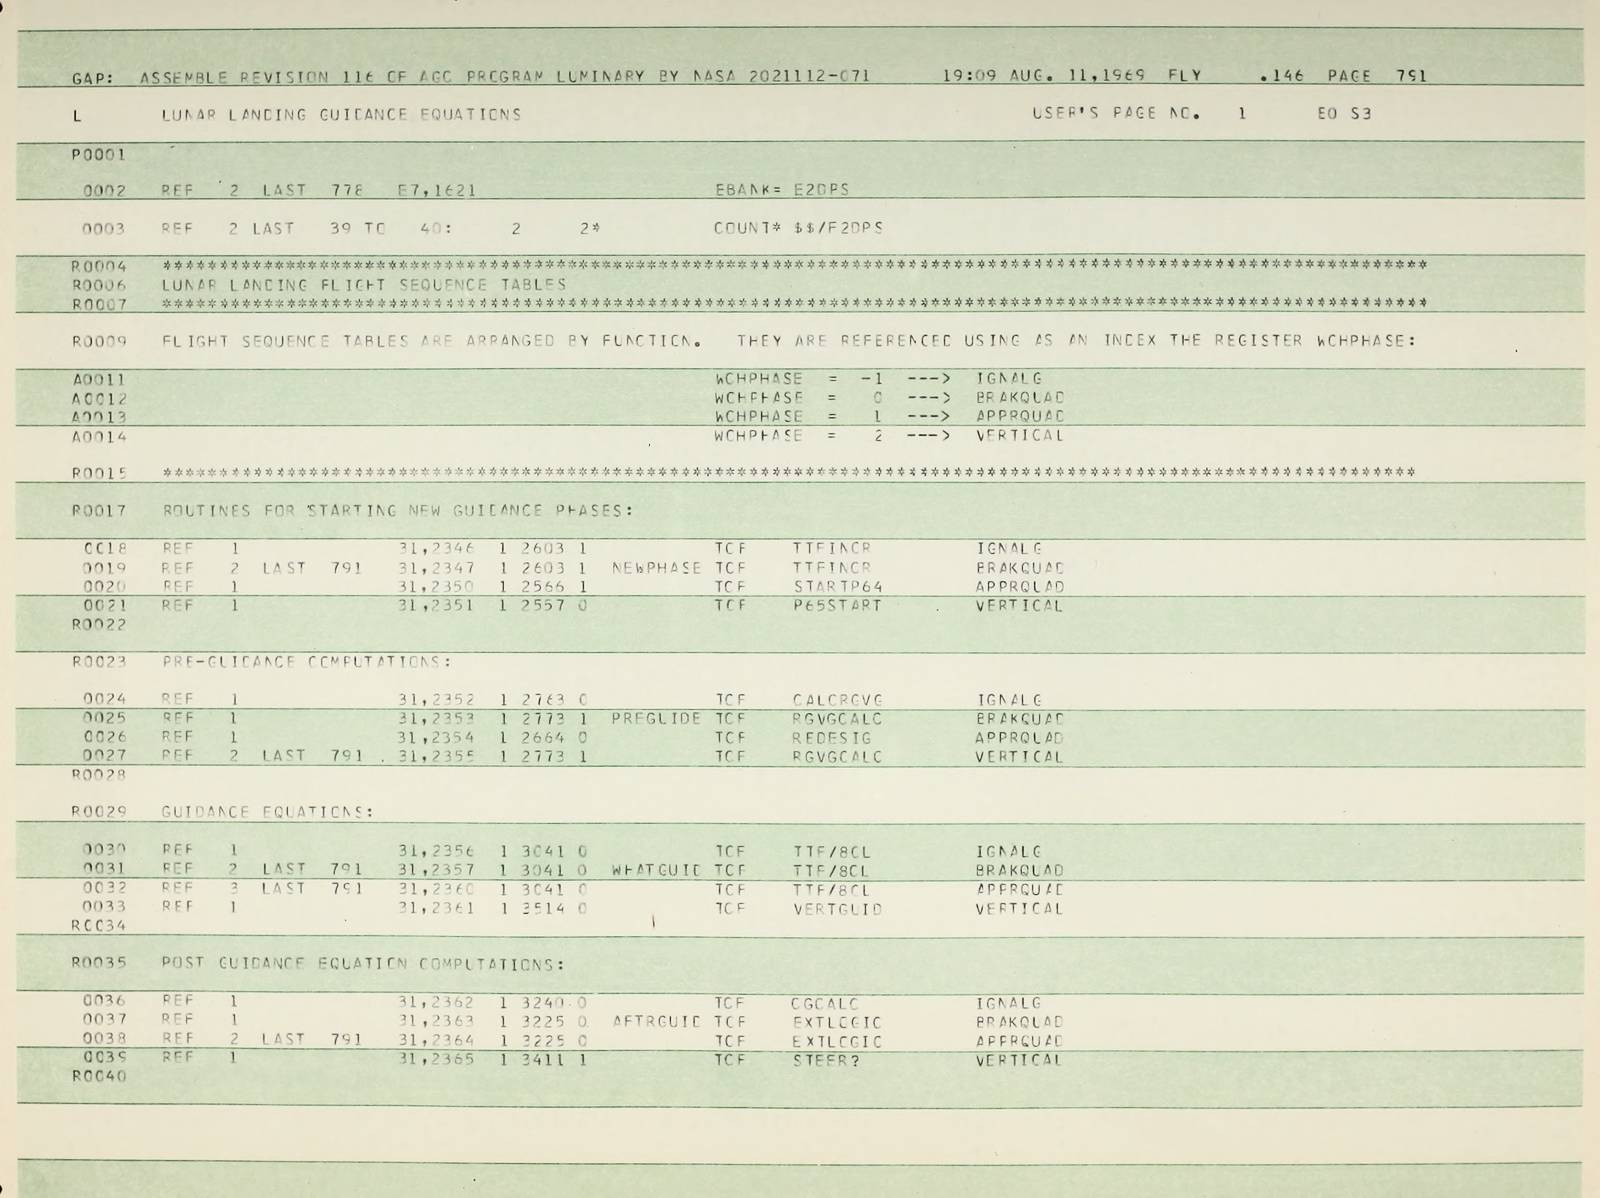 GAP: ASSEMBLE REVISION 116 OF AGC PROGRAM LUMINARY BY NASA 2021112-071 19:09 AUG. 11,1969 FLY .146 PAGE 791
L LUNAR LANDING GUIDANCE EQUATIONS USER'S PAGE NO. 1 E0 S3
P0001
0002 REF 2 LAST 778 E7,1621 EBANK= E2DPS
0003 REF 2 LAST 39 TO 40: 2 2* COUNT* $$/F2DPS
R0004 ****************************************************************************************************************
R0006 LUNAR LANDING FLIGHT SEQUENCE TABLES
R0007 ****************************************************************************************************************
R0009 FLIGHT SEQUENCE TABLES ARE ARRANGED BY FUNCTION. THEY ARE REFERENCED USING AS AN INDEX THE REGISTER WCHPHASE:
A0011 WCHPHASE = -1 ---> IGNALG
A0012 WCHPHASE = 0 ---> BRAKQUAD
A0013 WCHPHASE = 1 ---> APPRQUAD
A0014 WCHPHASE = 2 ---> VERTICAL
R0015 ***************************************************************************************************************
R0017 ROUTINES FOR STARTING NEW GUIDANCE PHASES:
0018 REF 1 31,2346 1 2603 1 TCF TTFINCR IGNALG
0019 REF 2 LAST 791 31,2347 1 2603 1 NEWPHASE TCF TTFINCR BRAKQUAD
0020 REF 1 31,2350 1 2566 1 TCF STARTP64 APPRQUAD
0021 REF 1 31,2351 1 2557 0 TCF P65START VERTICAL
R0022
R0023 PRE-GUIDANCE COMPUTATIONS:
0024 REF 1 31,2352 1 2763 0 TCF CALCRGVG IGNALG
0025 REF 1 31,2353 1 2773 1 PREGUIDE TCF RGVGCALC BRAKQUAD
0026 REF 1 31,2354 1 2664 0 TCF REDESIG APPRQUAD
0027 REF 2 LAST 791 31,2355 1 2773 1 TCF RGVGCALC VERTICAL
R0028
R0029 GUIDANCE EQUATIONS:
0030 REF 1 31,2356 1 3041 0 TCF TTF/8CL IGNALG
0031 REF 2 LAST 791 31,2357 1 3041 0 WHATGUID TCF TTF/8CL BRAKQUAD
0032 REF 3 LAST 791 31,2360 1 3041 0 TCF TTF/8CL APPRQUAD
0033 REF 1 31,2361 1 3514 0 TCF VERTGUID VERTICAL
R0034
R0035 POST GUIDANCE EQUATION COMPUTATIONS:
0036 REF 1 31,2362 1 3240 0 TCF CGCALC IGNALG
0037 REF 1 31,2363 1 3225 0 AFTRGUID TCF EXTLOGIC BRAKQUAD
0038 REF 2 LAST 791 31,2364 1 3225 0 TCF EXTLOGIC APPRQUAD
0039 REF 1 31,2365 1 3411 1 TCF STEER? VERTICAL
R0040